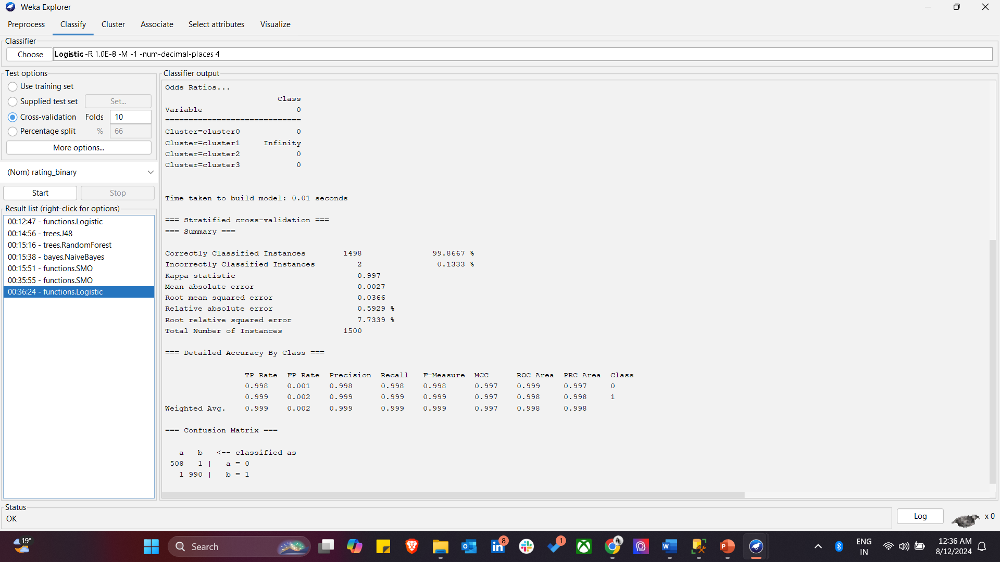 Weka Explorer
Preprocess Classify Cluster Associate Select attributes Visualize
Classifier
Choose Logistic -R 1.0E-8 -M -1 -num-decimal-places 4
Test options
Use training set
Supplied test set Set...
Cross-validation Folds 10
Percentage split % 66
More options...
(Nom) rating_binary
Start Stop
Result list (right-click for options)
00:12:47 - functions.Logistic
00:14:56 - trees.J48
00:15:16 - trees.RandomForest
00:15:38 - bayes.NaiveBayes
00:15:51 - functions.SMO
00:35:55 - functions.SMO
00:36:24 - functions.Logistic
Classifier output
Odds Ratios...
Class
Variable 0
=============================
Cluster=cluster0 0
Cluster=cluster1 Infinity
Cluster=cluster2 0
Cluster=cluster3 0
Time taken to build model: 0.01 seconds
=== Stratified cross-validation ===
=== Summary ===
Correctly Classified Instances 1498 99.8667 %
Incorrectly Classified Instances 2 0.1333 %
Kappa statistic 0.997
Mean absolute error 0.0027
Root mean squared error 0.0366
Relative absolute error 0.5929 %
Root relative squared error 7.7339 %
Total Number of Instances 1500
=== Detailed Accuracy By Class ===
TP Rate FP Rate Precision Recall F-Measure MCC ROC Area PRC Area Class
0.998 0.001 0.998 0.998 0.998 0.997 0.999 0.997 0
0.999 0.002 0.999 0.999 0.999 0.997 0.998 0.998 1
Weighted Avg. 0.999 0.002 0.999 0.999 0.999 0.997 0.998 0.998
=== Confusion Matrix ===
a b <-- classified as
508 1 | a = 0
1 990 | b = 1
Status
OK
Log x 0
19°
Search
8
1
ENG
IN
12:36 AM
8/12/2024